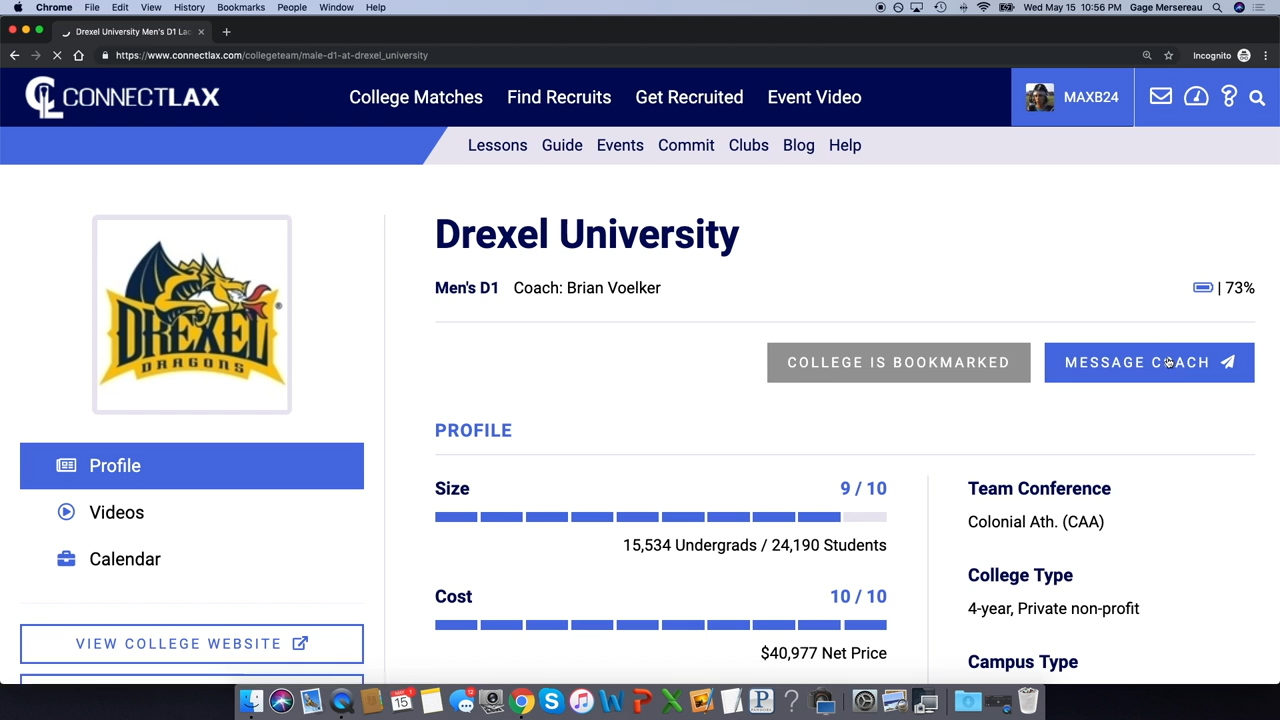 Chrome File Edit View History Bookmarks People Window Help Wed May 15 10:56 PM Gage Mersereau
Drexel University Men's D1 Lac
https://www.connectlax.com/collegeteam/male-d1-at-drexel_university Incognito
CONNECTLAX College Matches Find Recruits Get Recruited Event Video MAXB24
Lessons Guide Events Commit Clubs Blog Help
Drexel University
Men's D1 Coach: Brian Voelker | 73%
DREXEL
DRAGONS
®
COLLEGE IS BOOKMARKED MESSAGE COACH
PROFILE
Profile
Videos
Calendar
VIEW COLLEGE WEBSITE
Size 9 / 10
15,534 Undergrads / 24,190 Students
Cost 10 / 10
$40,977 Net Price
Team Conference
Colonial Ath. (CAA)
College Type
4-year, Private non-profit
Campus Type
MAY
15